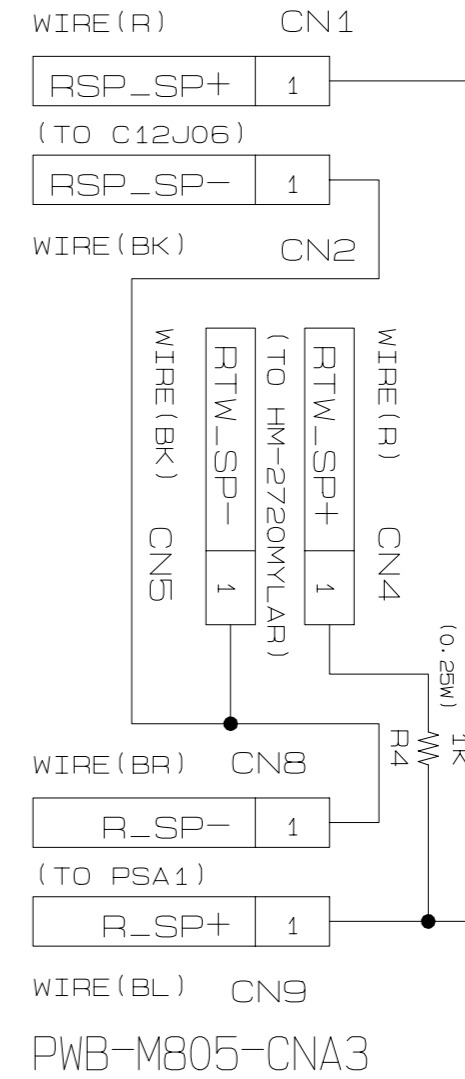 WIRE(R) CN1
RSP_SP+ 1
(TO C12J06)
RSP_SP- 1
WIRE(BK) CN2
WIRE(BK) CN5
RTW_SP- 1
(TO HM-2720MYLAR)
RTW_SP+ 1
WIRE(R) CN4
(0.25W)
1K
R4
WIRE(BR) CN8
R_SP- 1
(TO PSA1)
R_SP+ 1
WIRE(BL) CN9
PWB-M805-CNA3